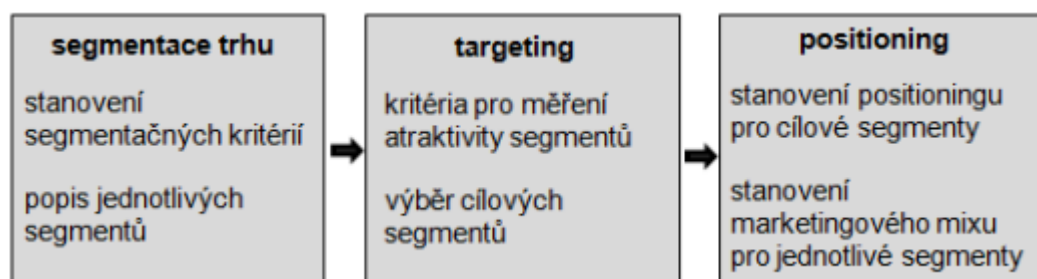 segmentace trhu
stanovení
segmentačných kritérií
popis jednotlivých
segmentů
targeting
kritéria pro měření
atraktivity segmentů
výběr cílových
segmentů
positioning
stanovení positioningu
pro cílové segmenty
stanovení
marketingového mixu
pro jednotlivé segmenty